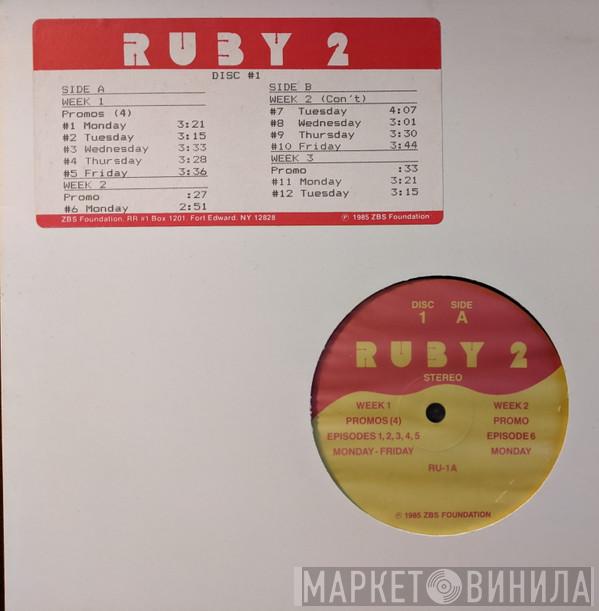 RUBY 2
DISC #1
SIDE A
WEEK 1
Promos (4)
#1 Monday 3:21
#2 Tuesday 3:15
#3 Wednesday 3:33
#4 Thursday 3:28
#5 Friday 3:36
WEEK 2
Promo :27
#6 Monday 2:51
SIDE B
WEEK 2 (Con't)
#7 Tuesday 4:07
#8 Wednesday 3:01
#9 Thursday 3:30
#10 Friday 3:44
WEEK 3
Promo :33
#11 Monday 3:21
#12 Tuesday 3:15
ZBS Foundation, RR #1 Box 1201, Fort Edward, NY 12828
℗ 1985 ZBS Foundation
DISC SIDE
1 A
RUBY 2
STEREO
WEEK 1 WEEK 2
PROMOS (4) PROMO
EPISODES 1, 2, 3, 4, 5 EPISODE 6
MONDAY - FRIDAY MONDAY
RU-1A
℗ 1985 ZBS FOUNDATION
МАРКЕТ ВИНИЛА